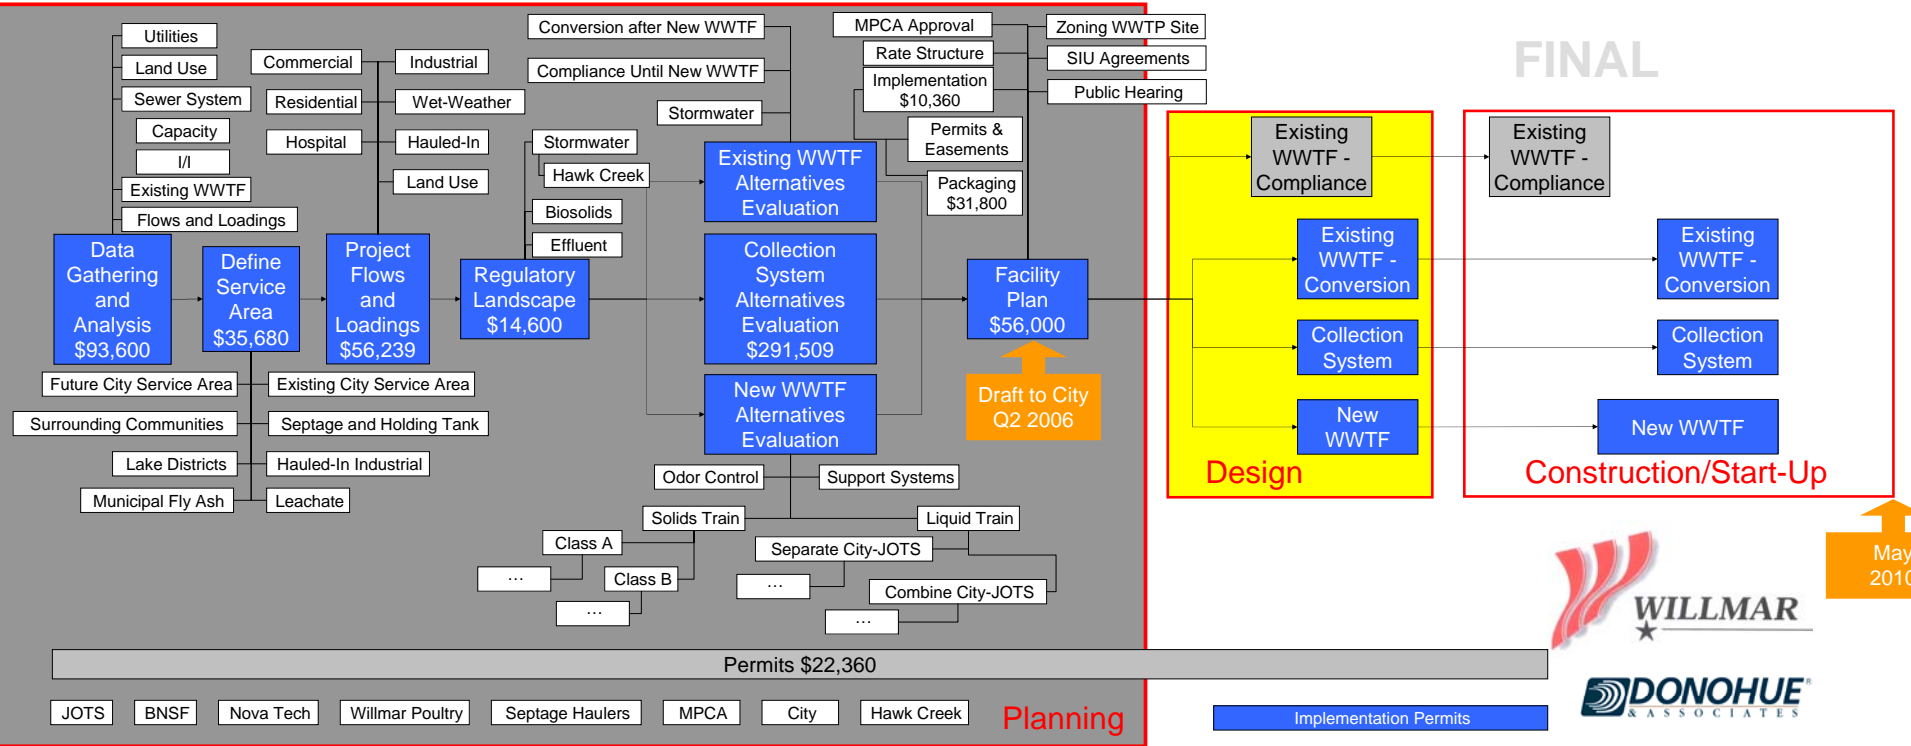 Utilities
Land Use
Sewer System
Capacity
I/I
Existing WWTF
Flows and Loadings
Commercial
Industrial
Residential
Wet-Weather
Hospital
Hauled-In
Land Use
Conversion after New WWTF
Compliance Until New WWTF
Stormwater
Stormwater
Hawk Creek
Biosolids
Effluent
MPCA Approval
Rate Structure
Implementation
$10,360
Permits &
Easements
Packaging
$31,800
Zoning WWTP Site
SIU Agreements
Public Hearing
FINAL
Data
Gathering
and
Analysis
$93,600
Define
Service
Area
$35,680
Project
Flows
and
Loadings
$56,239
Regulatory
Landscape
$14,600
Existing WWTF
Alternatives
Evaluation
Collection
System
Alternatives
Evaluation
$291,509
New WWTF
Alternatives
Evaluation
Facility
Plan
$56,000
Draft to City
Q2 2006
Existing
WWTF -
Compliance
Existing
WWTF -
Conversion
Collection
System
New
WWTF
Design
Existing
WWTF -
Compliance
Existing
WWTF -
Conversion
Collection
System
New WWTF
Construction/Start-Up
May
2010
Future City Service Area
Existing City Service Area
Surrounding Communities
Septage and Holding Tank
Lake Districts
Hauled-In Industrial
Municipal Fly Ash
Leachate
Odor Control
Support Systems
Solids Train
Liquid Train
Class A
...
Class B
...
Separate City-JOTS
...
Combine City-JOTS
...
Permits $22,360
JOTS
BNSF
Nova Tech
Willmar Poultry
Septage Haulers
MPCA
City
Hawk Creek
Planning
Implementation Permits
WILLMAR
DONOHUE®
& ASSOCIATES